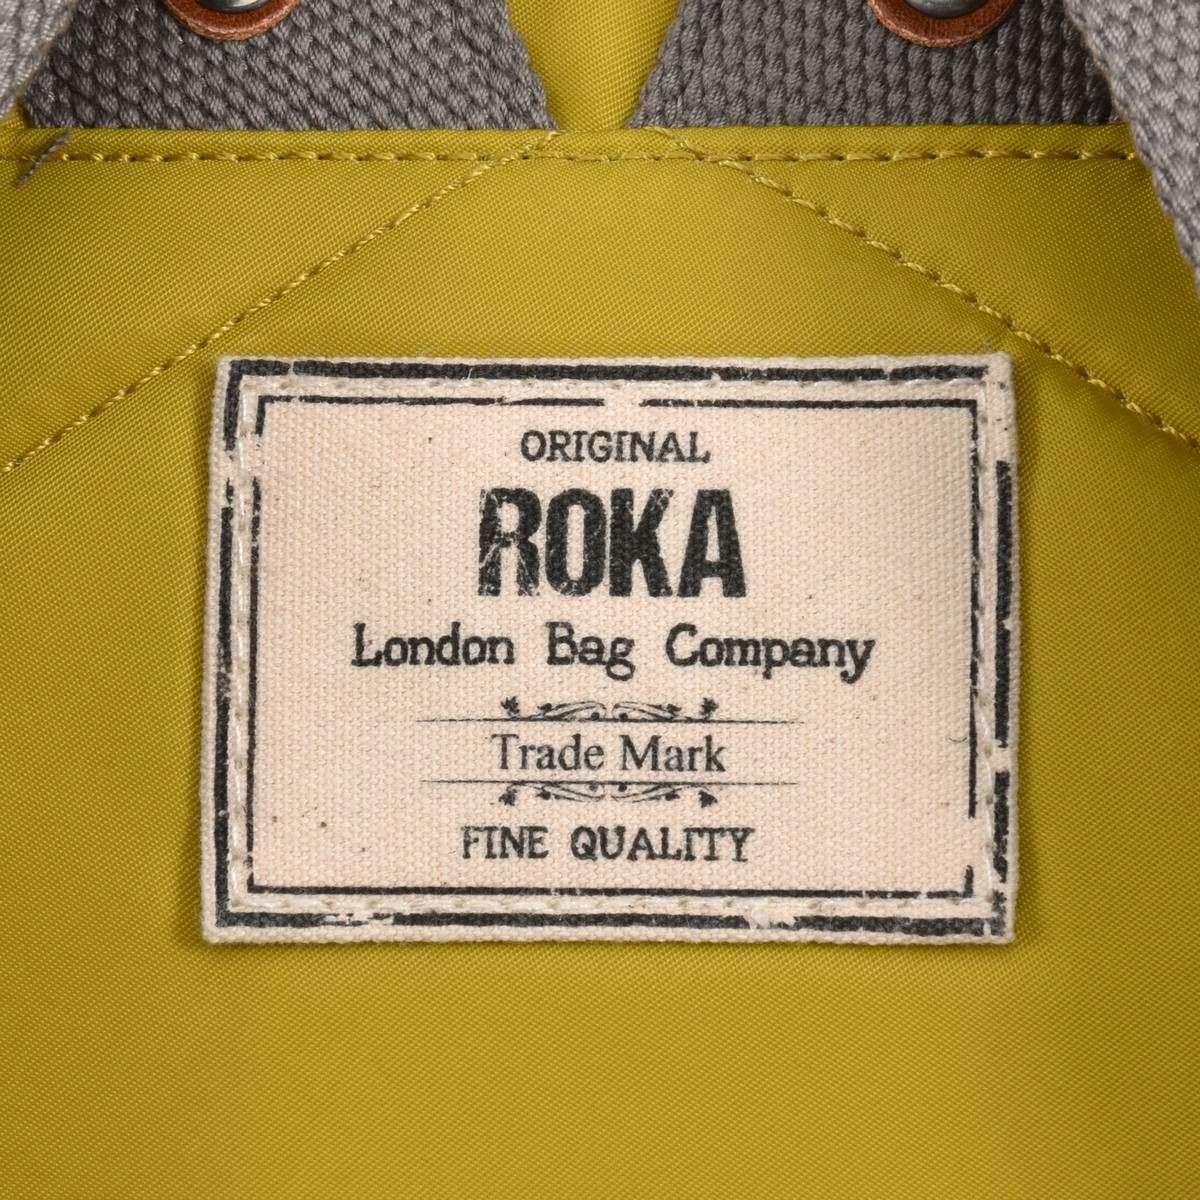 ORIGINAL
ROKA
London Bag Company
Trade Mark
FINE QUALITY